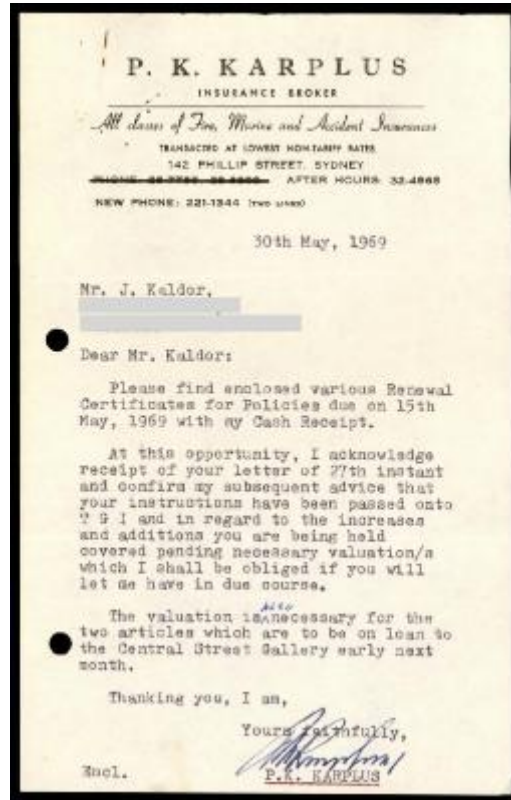 P. K. KARPLUS
INSURANCE BROKER
All classes of Fire, Marine and Accident Insurances
TRANSACTED AT LOWEST NON-TARIFF RATES
142 PHILLIP STREET, SYDNEY
PHONE: AFTER HOURS: 32-4868
NEW PHONE: 221-1344 (TWO LINES)
30th May, 1969
Mr. J. Kaldor,
Dear Mr. Kaldor:
Please find enclosed various Renewal
Certificates for Policies due on 15th
May, 1969 with my Cash Receipt.
At this opportunity, I acknowledge
receipt of your letter of 27th instant
and confirm my subsequent advice that
your instructions have been passed onto
T & I and in regard to the increases
and additions you are being held
covered pending necessary valuation/s
which I shall be obliged if you will
let me have in due course.
also
The valuation is necessary for the
two articles which are to be on loan to
the Central Street Gallery early next
month.
Thanking you, I am,
Yours faithfully,
Encl. P.K. KARPLUS